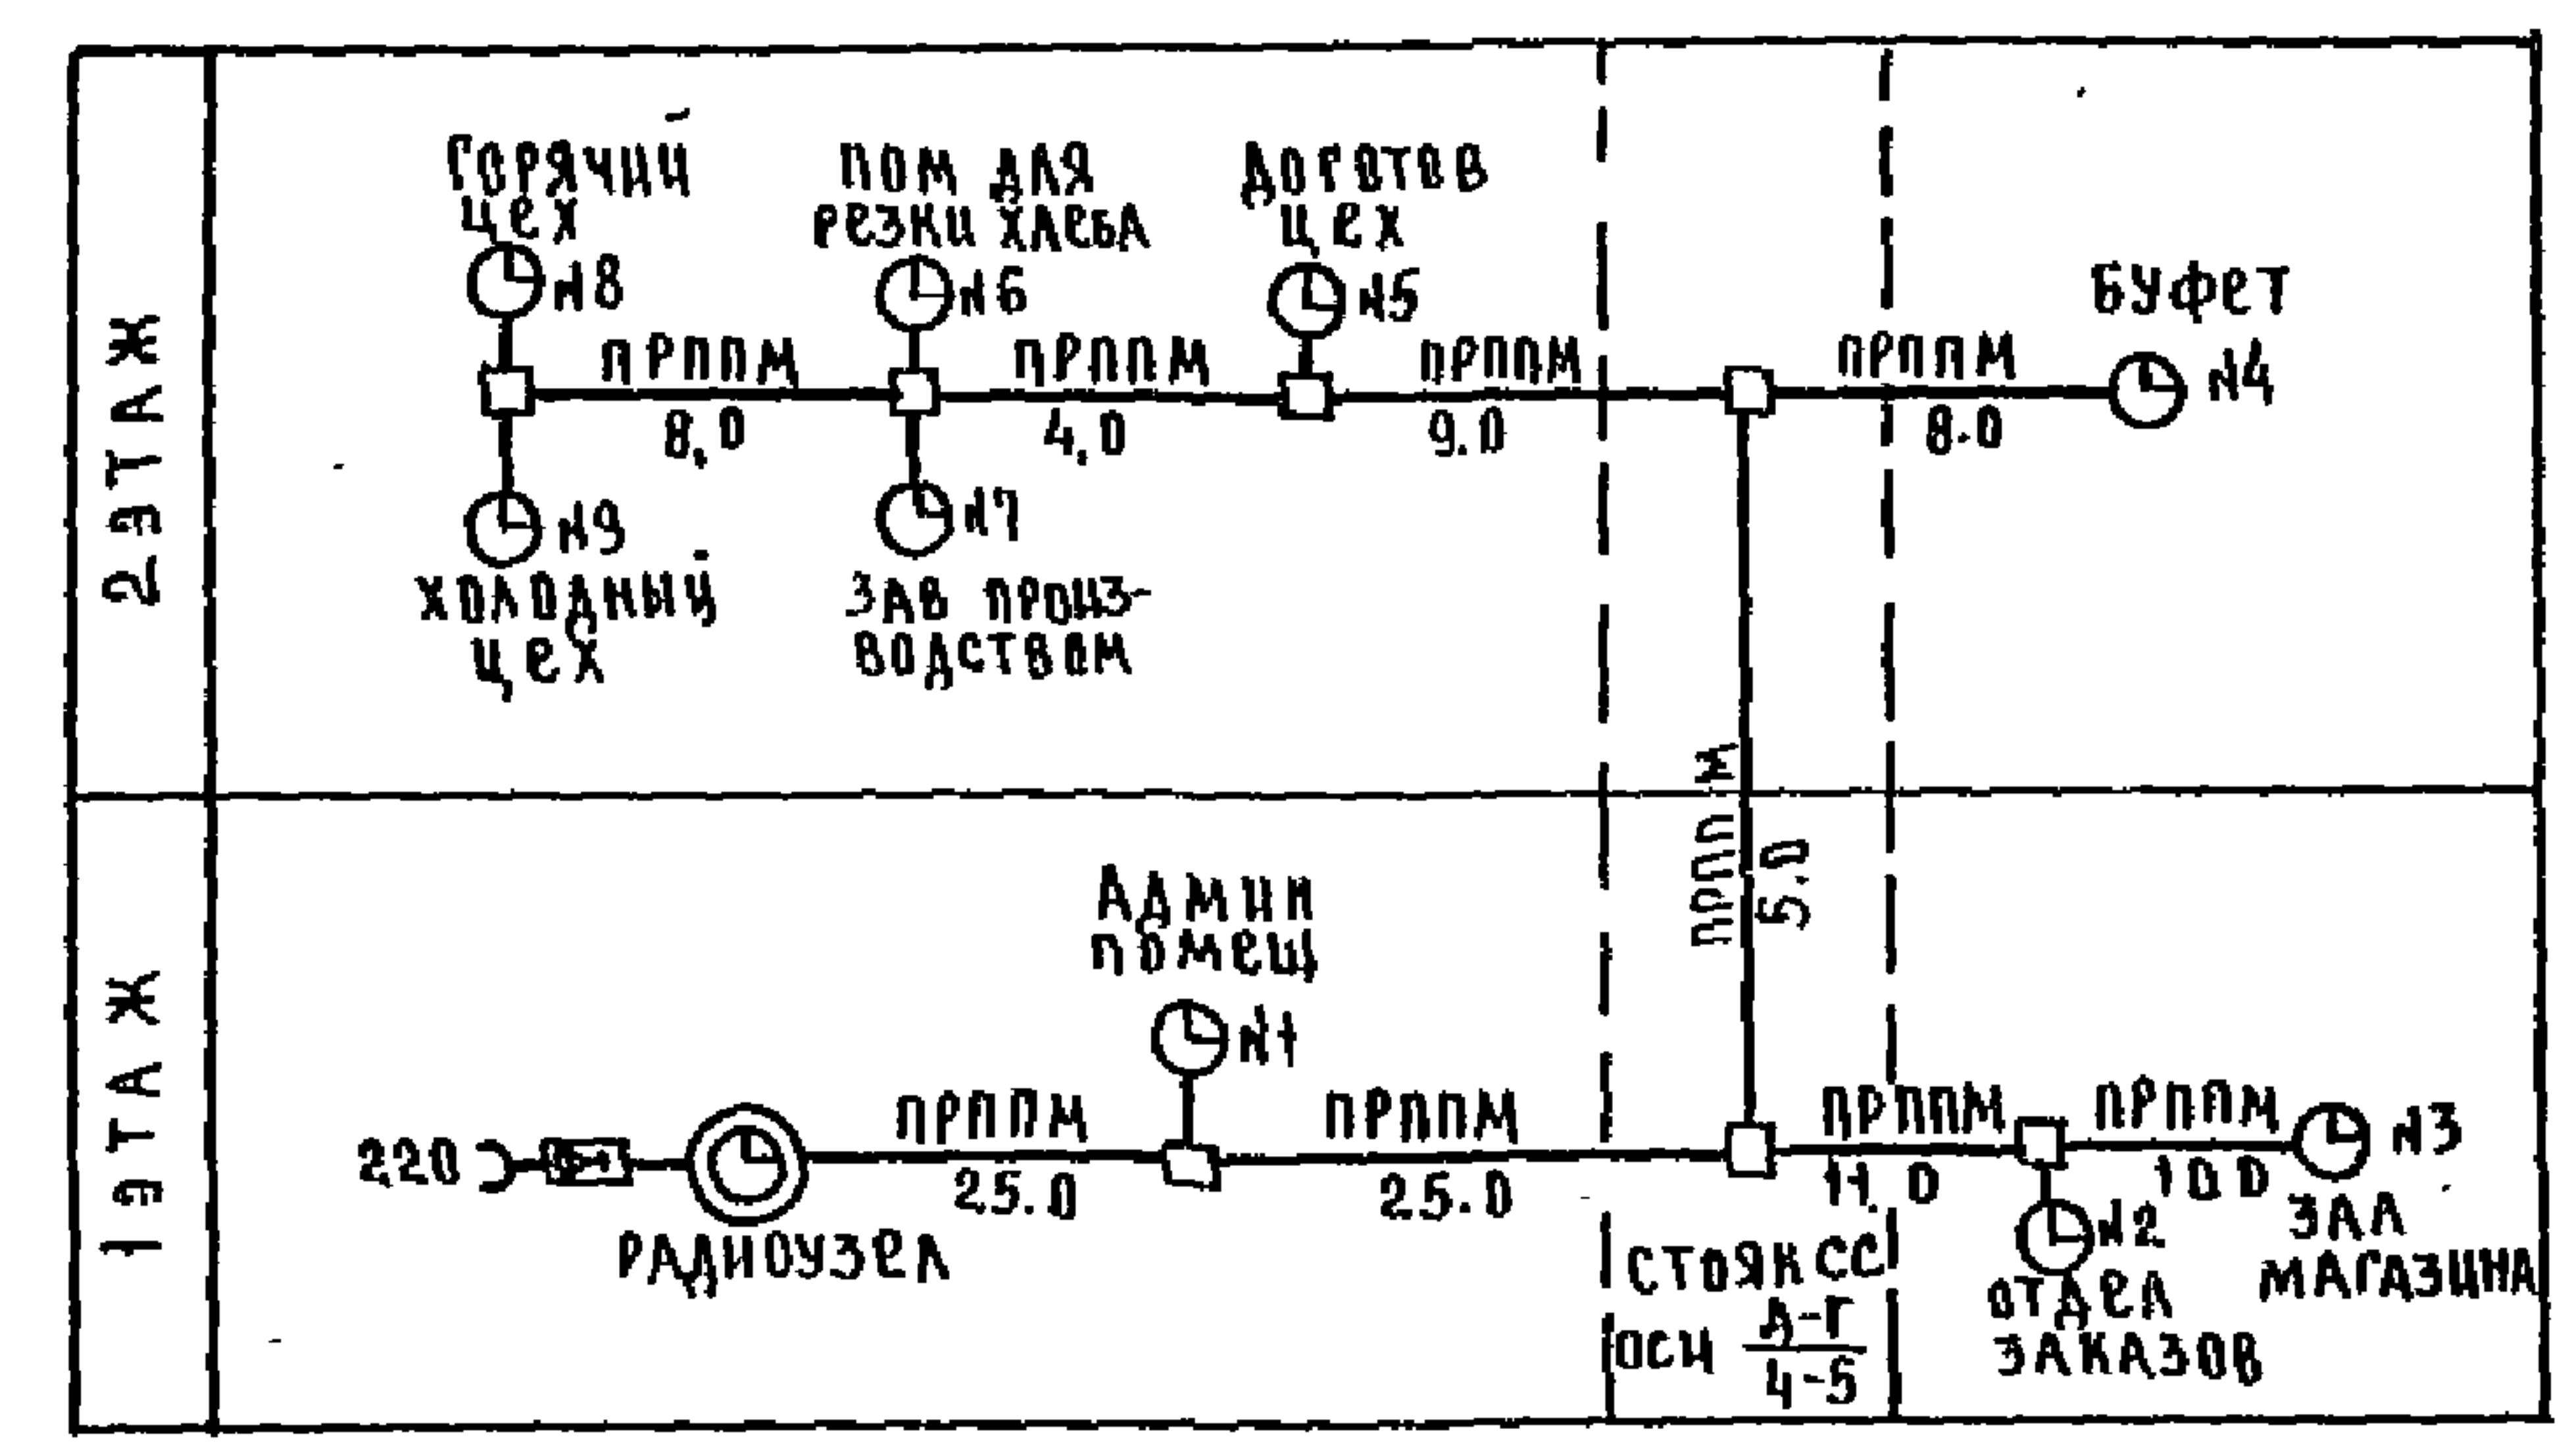 2 ЭТАЖ
ГОРЯЧИЙ
ЦЕХ
N8
ПОМ ДЛЯ
РЕЗКИ ХЛЕБА
N6
ДОГОТОВ
ЦЕХ
N5
БУФЕТ
N4
ПРППМ
8,0
ПРППМ
4,0
ПРППМ
9.0
ПРППМ
8.0
N9
ХОЛОДНЫЙ
ЦЕХ
N7
ЗАВ ПРОИЗ-
ВОДСТВОМ
ПРППМ
5.0
1 ЭТАЖ
АДМИН
ПОМЕЩ
N1
220
РАДИОУЗЕЛ
ПРППМ
25.0
ПРППМ
25.0
ПРППМ
11.0
ПРППМ
10.0
N3
ЗАЛ
МАГАЗИНА
N2
ОТДЕЛ
ЗАКАЗОВ
СТОЯК СС
ОСИ Д-Г
4-5